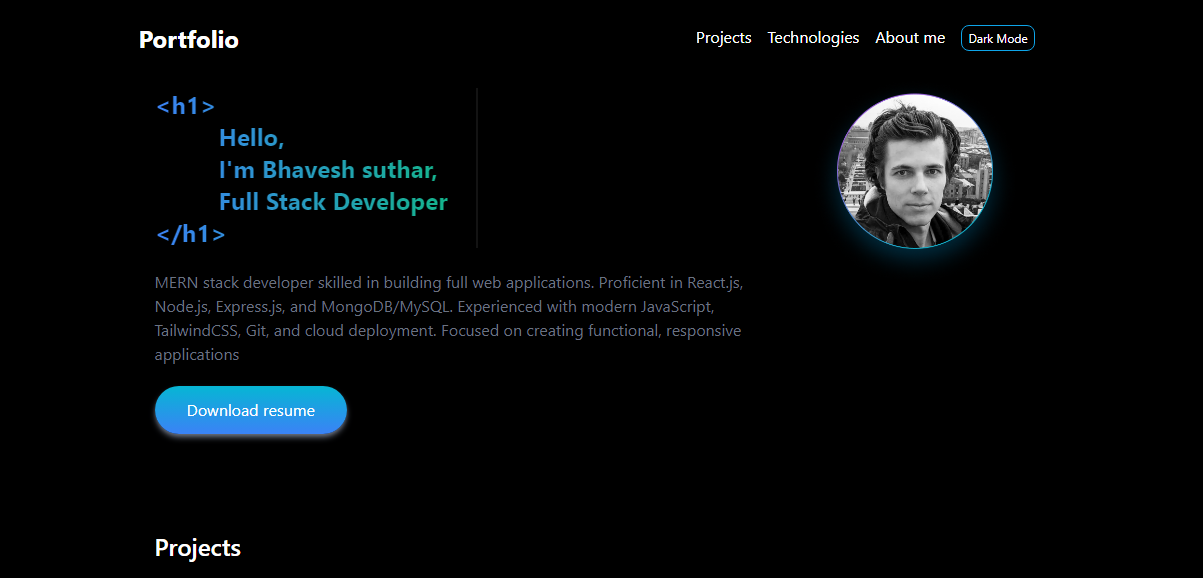 Portfolio
Projects Technologies About me Dark Mode
<h1>
Hello,
I'm Bhavesh suthar,
Full Stack Developer
</h1>
MERN stack developer skilled in building full web applications. Proficient in React.js,
Node.js, Express.js, and MongoDB/MySQL. Experienced with modern JavaScript,
TailwindCSS, Git, and cloud deployment. Focused on creating functional, responsive
applications
Download resume
Projects